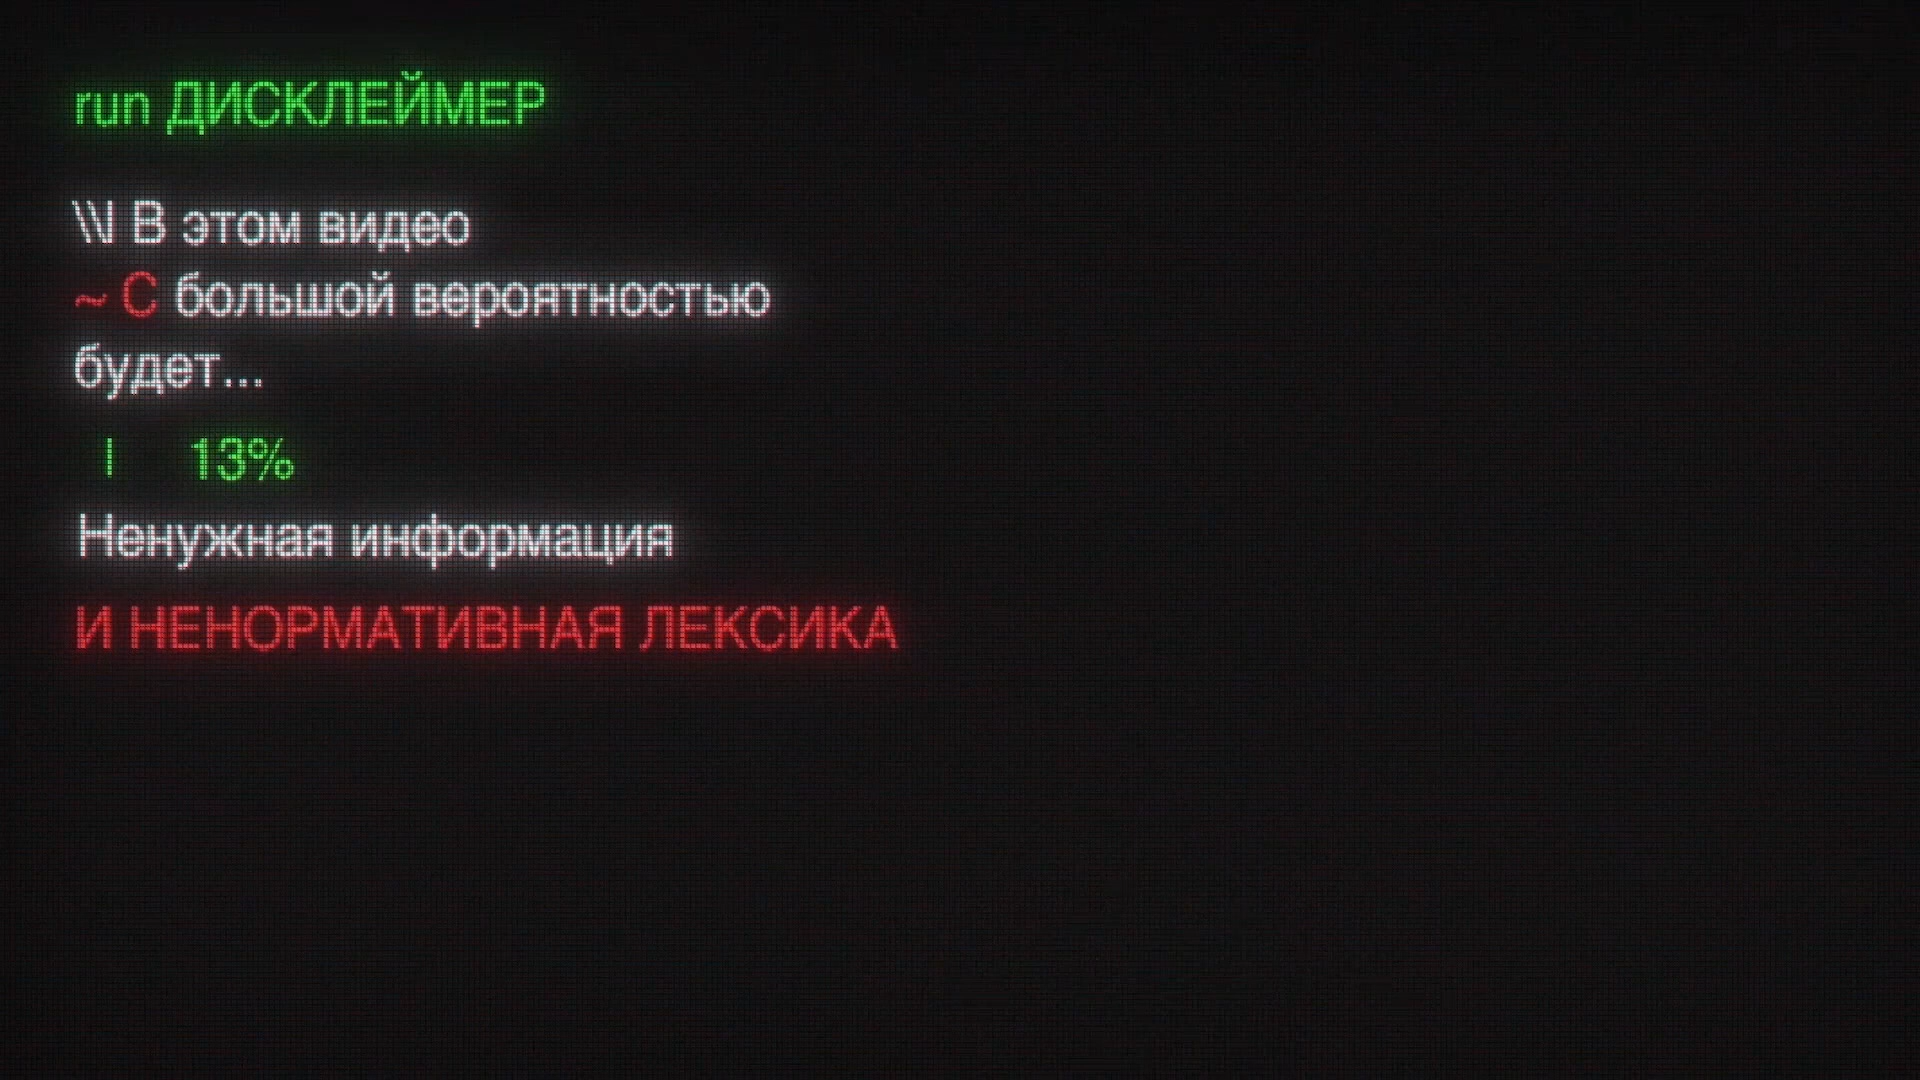 run ДИСКЛЕЙМЕР
\\| В этом видео
~ С большой вероятностью
будет...
| 13%
Ненужная информация
И НЕНОРМАТИВНАЯ ЛЕКСИКА